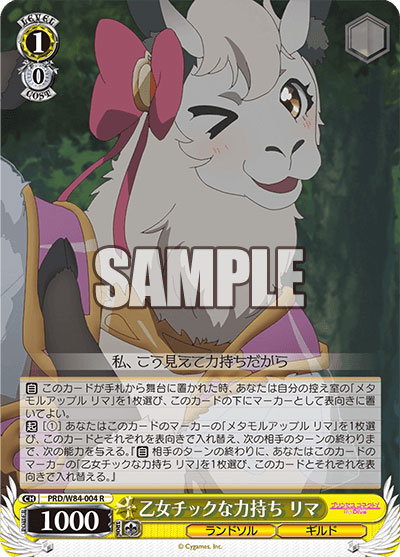 LEVEL
1
0
COST
SAMPLE
私、こう見えて力持ちだから
自 このカードが手札から舞台に置かれた時、あなたは自分の控え室の「メタ
モルアップル リマ」を1枚選び、このカードの下にマーカーとして表向きに置
いてよい。
起［①］あなたはこのカードのマーカーの「メタモルアップル リマ」を1枚選
び、このカードとそれぞれを表向きで入れ替え、次の相手のターンの終わりま
で、次の能力を与える。『自 相手のターンの終わりに、あなたはこのカードの
マーカーの「乙女チックな力持ち リマ」を1枚選び、このカードとそれぞれを
表向きで入れ替える。』
CH PRD/W84-004 R
1000
乙女チックな力持ち リマ
プリンセスコネクト!
Re:Dive
ランドソル
ギルド
© Cygames, Inc.